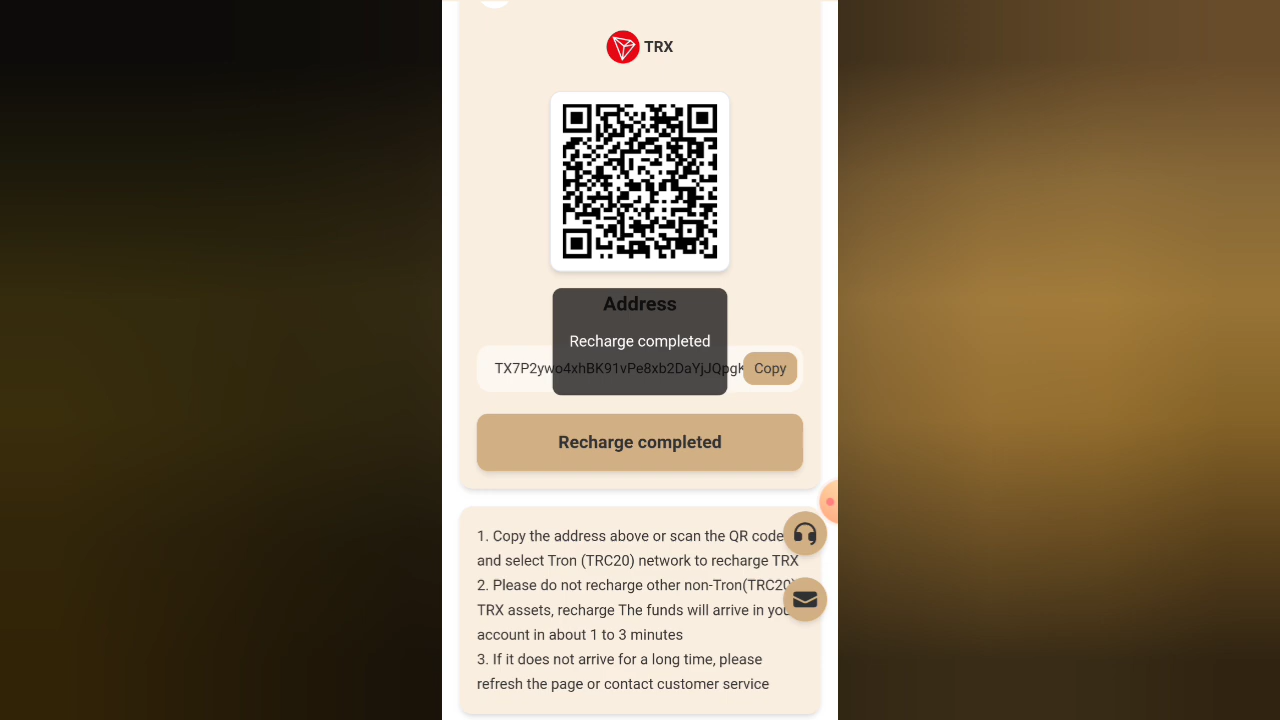 TRX
Address
Recharge completed
TX7P2ywo4xhBK91vPe8xb2DaYjJQpgK
Copy
Recharge completed
1. Copy the address above or scan the QR code
and select Tron (TRC20) network to recharge TRX
2. Please do not recharge other non-Tron(TRC20)
TRX assets, recharge The funds will arrive in you
account in about 1 to 3 minutes
3. If it does not arrive for a long time, please
refresh the page or contact customer service